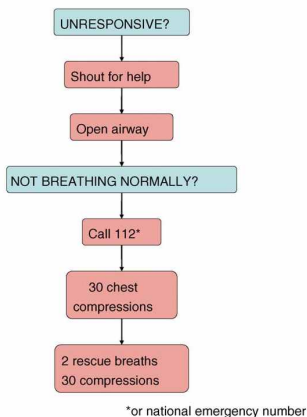 UNRESPONSIVE?
Shout for help
Open airway
NOT BREATHING NORMALLY?
Call 112*
30 chest
compressions
2 rescue breaths
30 compressions
*or national emergency number